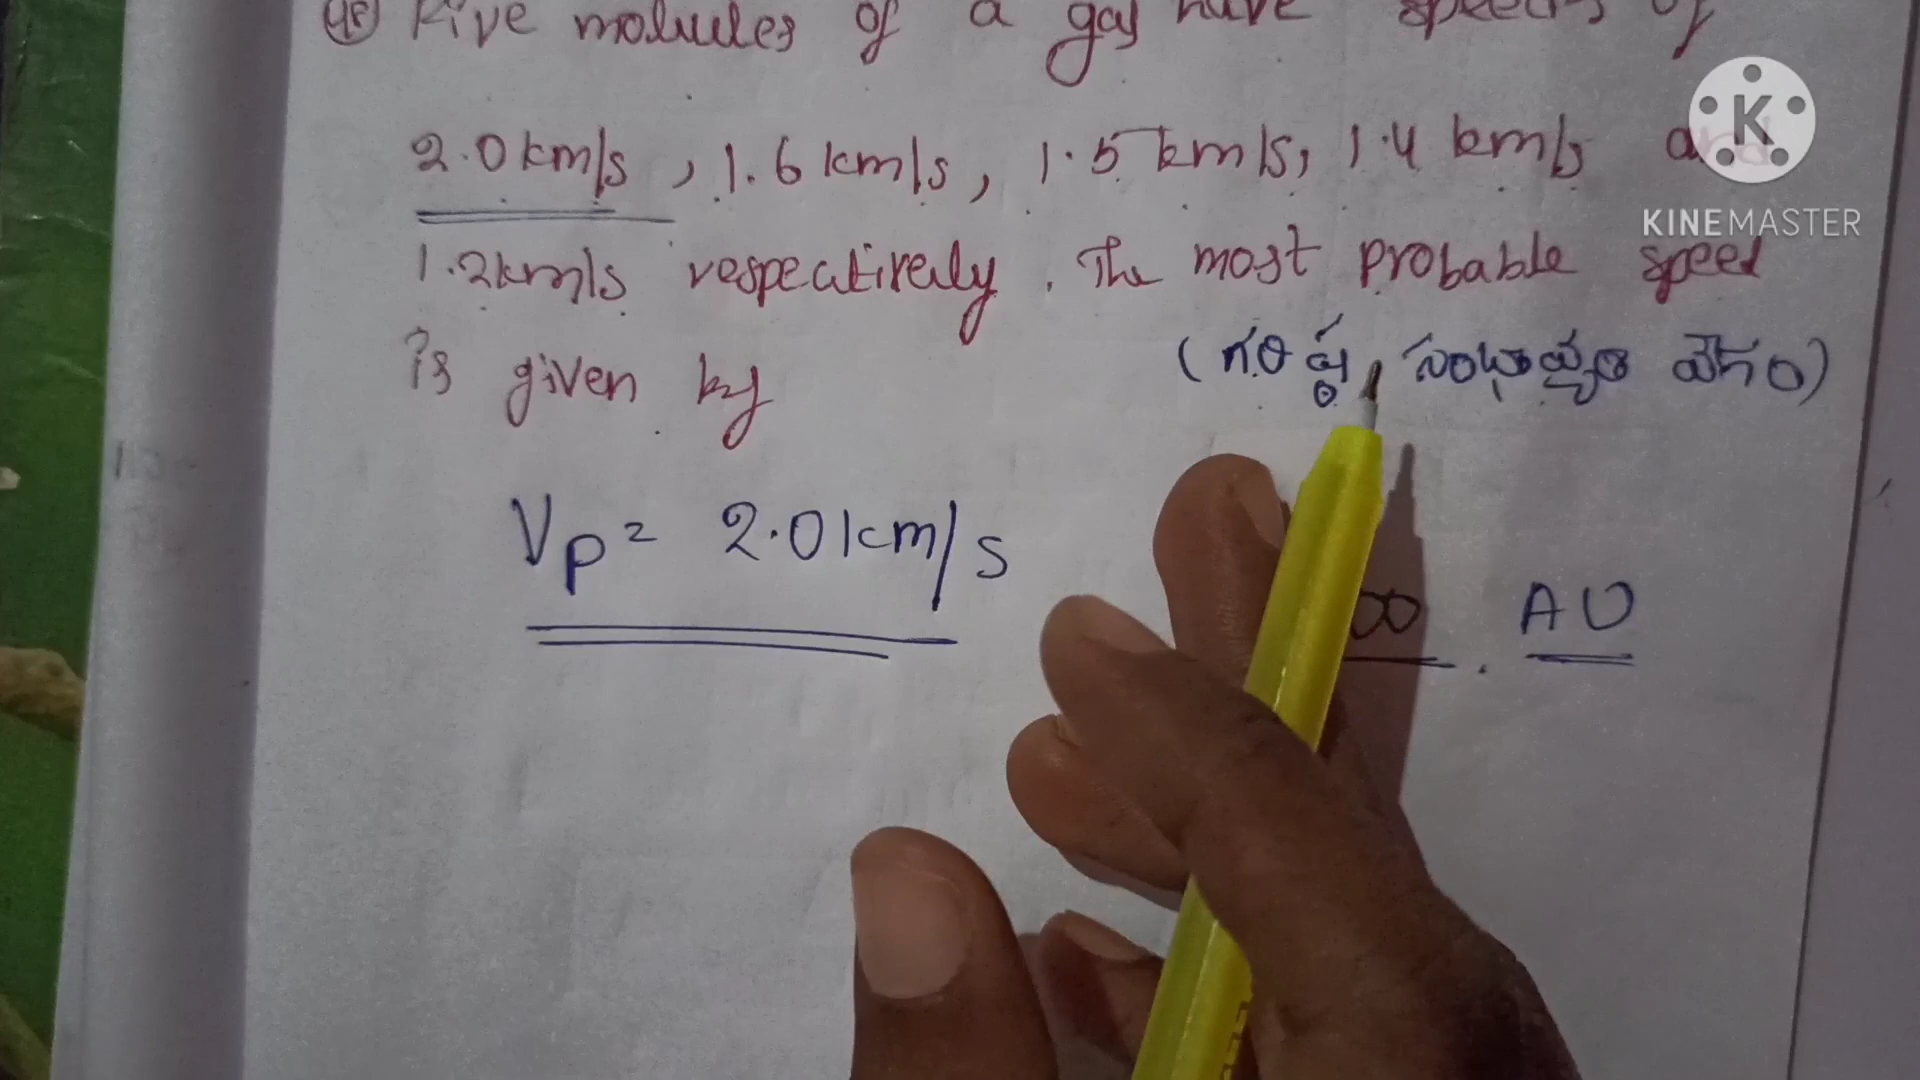 48 Five molucules of a gas have speeds of
2.0 km/s, 1.6 km/s, 1.5 km/s, 1.4 km/s and
1.2 km/s respectively. The most probable speed
is given by
(గరిష్ఠ సంభావ్యత వేగం)
Vp = 2.0 km/s
AU
K
KINEMASTER